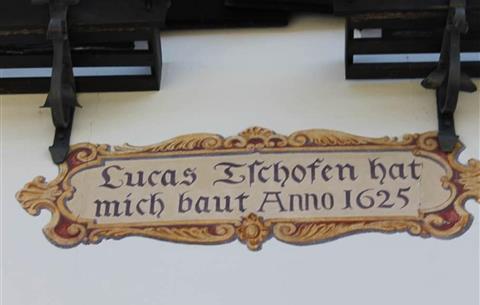 Lucas Tſchofen hat
mich baut Anno 1625